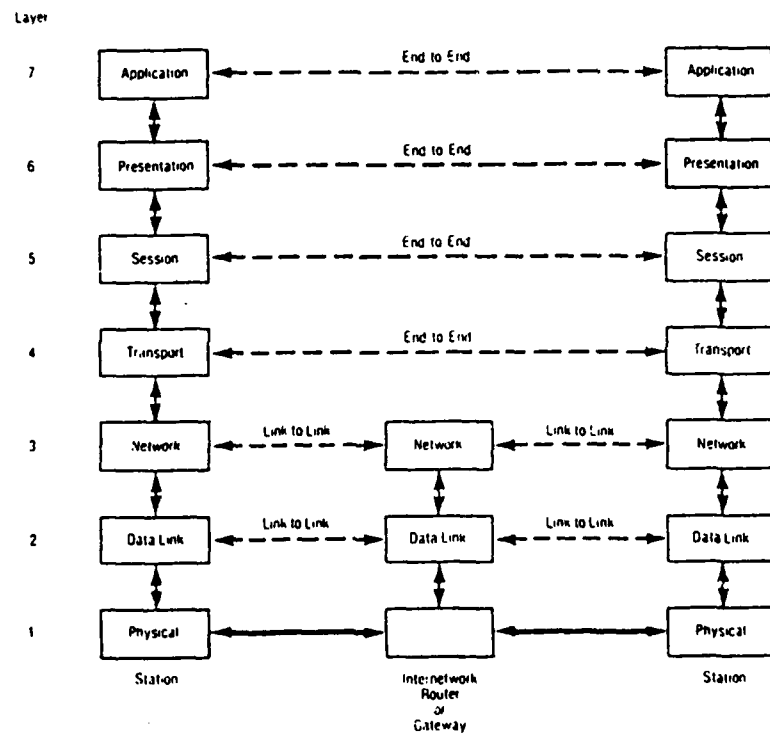 Layer
7 Application End to End Application
6 Presentation End to End Presentation
5 Session End to End Session
4 Transport End to End Transport
3 Network Link to Link Network Link to Link Network
2 Data Link Link to Link Data Link Link to Link Data Link
1 Physical Physical
Station Internetwork Station
Router
or
Gateway